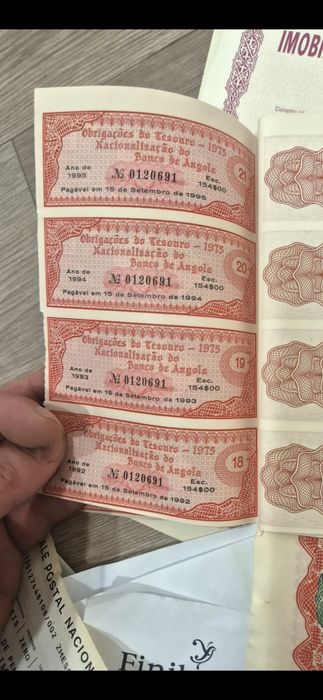 IMOBI
Obrigações do Tesouro – 1975
Nacionalização do
Banco de Angola
21
Ano de
1995
Nº 0120691
Esc.
154$00
Pagável em 15 de Setembro de 1995
Obrigações do Tesouro – 1975
Nacionalização do
Banco de Angola
20
Ano de
1994
Nº 0120691
Esc.
154$00
Pagável em 15 de Setembro de 1994
Obrigações do Tesouro – 1975
Nacionalização do
Banco de Angola
19
Ano de
1993
Nº 0120691
Esc.
154$00
Pagável em 15 de Setembro de 1993
Obrigações do Tesouro – 1975
Nacionalização do
Banco de Angola
18
Ano de
1992
Nº 0120691
Esc.
154$00
Pagável em 15 de Setembro de 1992
ALE POSTAL NACION
ZERO